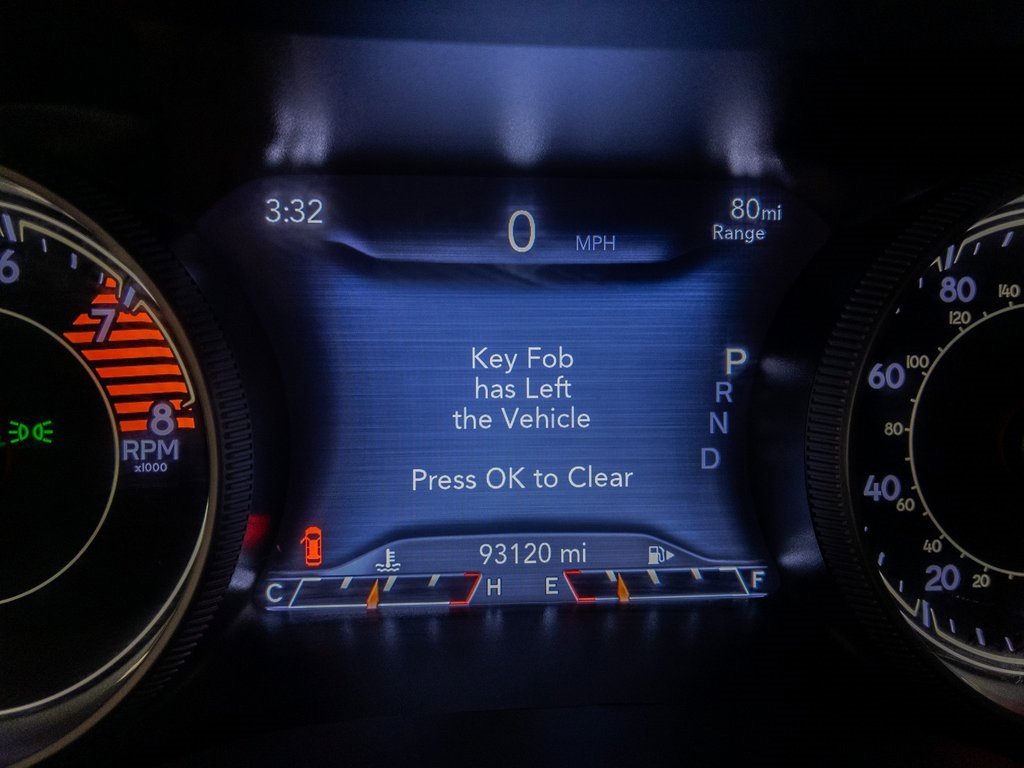 3:32
0 MPH
80mi
Range
Key Fob
has Left
the Vehicle
Press OK to Clear
P
R
N
D
93120 mi
C H
E F
6
7
8
RPM
x1000
80
60
40
20
140
120
100
80
60
40
20